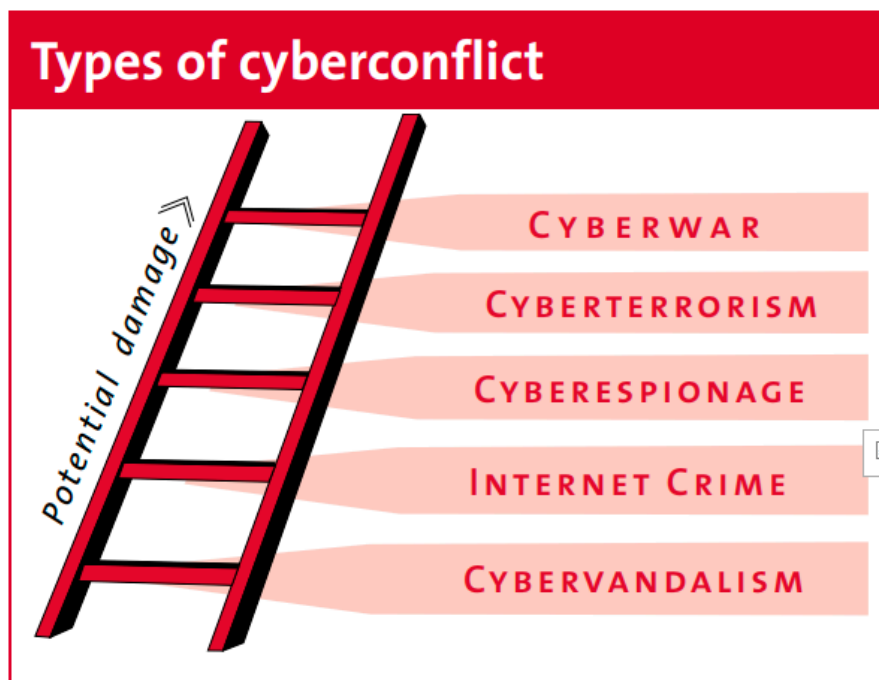 Types of cyberconflict
Potential damage
CYBERWAR
CYBERTERRORISM
CYBERESPIONAGE
INTERNET CRIME
CYBERVANDALISM